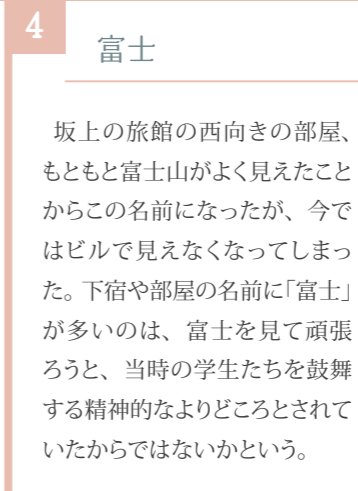 4
富士
坂上の旅館の西向きの部屋、
もともと富士山がよく見えたこと
からこの名前になったが、今で
はビルで見えなくなってしまっ
た。下宿や部屋の名前に「富士」
が多いのは、富士を見て頑張
ろうと、当時の学生たちを鼓舞
する精神的なよりどころとされて
いたからではないかという。